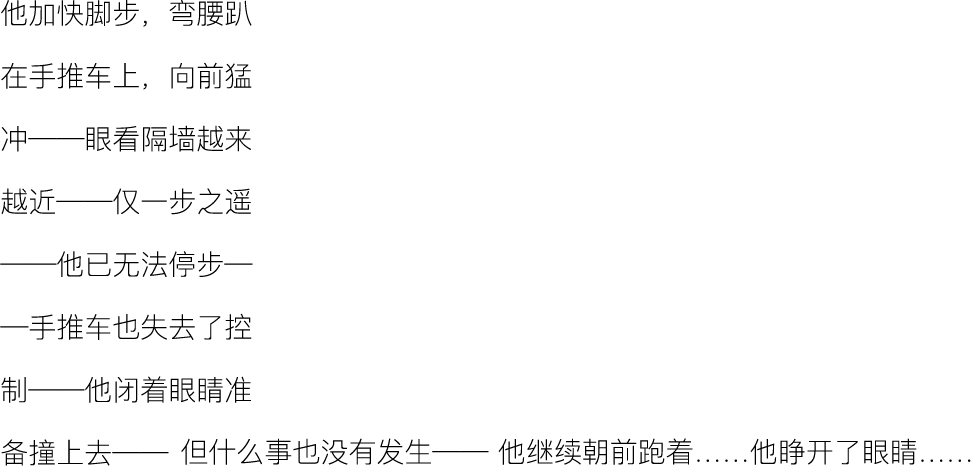 他加快脚步，弯腰趴
在手推车上，向前猛
冲——眼看隔墙越来
越近——仅一步之遥
——他已无法停步—
—手推车也失去了控
制——他闭着眼睛准
备撞上去—— 但什么事也没有发生—— 他继续朝前跑着……他睁开了眼睛……